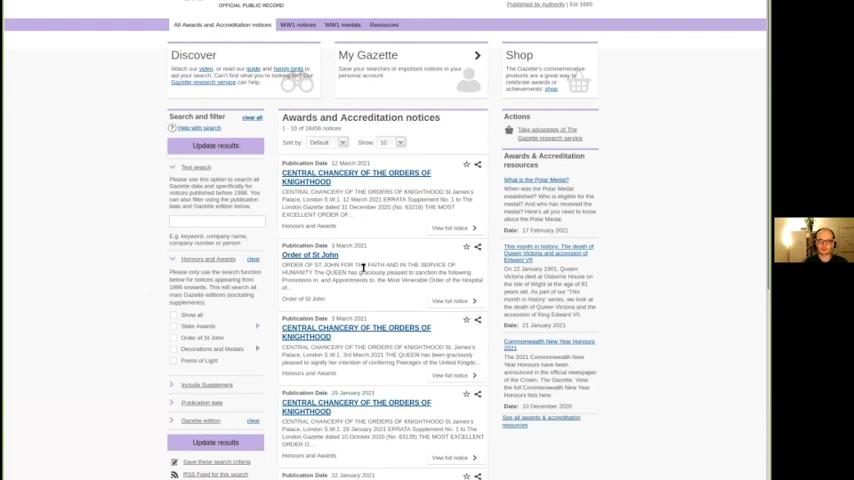 OFFICIAL PUBLIC RECORD
Published by Authority | Est 1665
All Awards and Accreditation notices
WW1 notices
WW1 medals
Resources
Discover
Watch our video, or read our guide and handy hints to
aid your search. Can't find what you're looking for? Our
Gazette research service can help.
My Gazette
Save your searches or important notices in your
personal account.
Shop
The Gazette's commemorative
products are a great way to
celebrate awards or
achievements: shop
Search and filter
clear all
Help with search
Update results
Text search
Please use this option to search all
Gazette data and specifically for
notices published before 1998. You
can also filter using the publication
date and Gazette edition below.
E.g. keyword, company name,
company number or person.
Honours and Awards
clear
Please only use the search function
below for notices appearing from
1998 onwards. This will search all
main Gazette editions (excluding
supplements).
Show all
State Awards
Order of St John
Decorations and Medals
Points of Light
Include Supplement
Publication date
Gazette edition
clear
Update results
Save these search criteria
RSS Feed for this search
Awards and Accreditation notices
1 - 10 of 18456 notices
Sort by:
Default
Show:
10
Publication Date 12 March 2021
CENTRAL CHANCERY OF THE ORDERS OF
KNIGHTHOOD
CENTRAL CHANCERY OF THE ORDERS OF KNIGHTHOOD St James's
Palace, London S.W.1. 12 March 2021 ERRATA Supplement No. 1 to The
London Gazette dated 31 December 2020 (No. 63218) THE MOST
EXCELLENT ORDER OF...
Honours and Awards
View full notice
Publication Date 3 March 2021
Order of St John
ORDER OF ST JOHN FOR THE FAITH AND IN THE SERVICE OF
HUMANITY The QUEEN has graciously pleased to sanction the following
Promotions in, and Appointments to, the Most Venerable Order of the Hospital
of...
Order of St John
View full notice
Publication Date 3 March 2021
CENTRAL CHANCERY OF THE ORDERS OF
KNIGHTHOOD
CENTRAL CHANCERY OF THE ORDERS OF KNIGHTHOOD St. James's
Palace, London S.W.1. 3rd March 2021 THE QUEEN has been graciously
pleased to signify her intention of conferring Peerages of the United Kingdo...
Honours and Awards
View full notice
Publication Date 29 January 2021
CENTRAL CHANCERY OF THE ORDERS OF
KNIGHTHOOD
CENTRAL CHANCERY OF THE ORDERS OF KNIGHTHOOD St. James's
Palace, London S.W.1. 29 January 2021 ERRATA Supplement No. 1 to The
London Gazette dated 10 October 2020 (No. 63135) THE MOST EXCELLENT
ORDER O...
Honours and Awards
View full notice
Publication Date 22 January 2021
Actions
Take advantage of The
Gazette research service
Awards & Accreditation
resources
What is the Polar Medal?
When was the Polar Medal
established? Who is eligible for the
medal? And who has received the
medal? Here's all you need to know
about the Polar Medal.
Date: 17 February 2021
This month in history: The death of
Queen Victoria and accession of
Edward VII
On 22 January 1901, Queen
Victoria died at Osborne House on
the Isle of Wight at the age of 81
years old. As part of our 'This
month in history' series, we look at
the death of Queen Victoria and the
accession of King Edward VII.
Date: 21 January 2021
Commonwealth New Year Honours
2021
The 2021 Commonwealth New
Year Honours have been
announced in the official newspaper
of the Crown, The Gazette. View
the full Commonwealth New Year
Honours lists here.
Date: 10 December 2020
See all awards & accreditation
resources